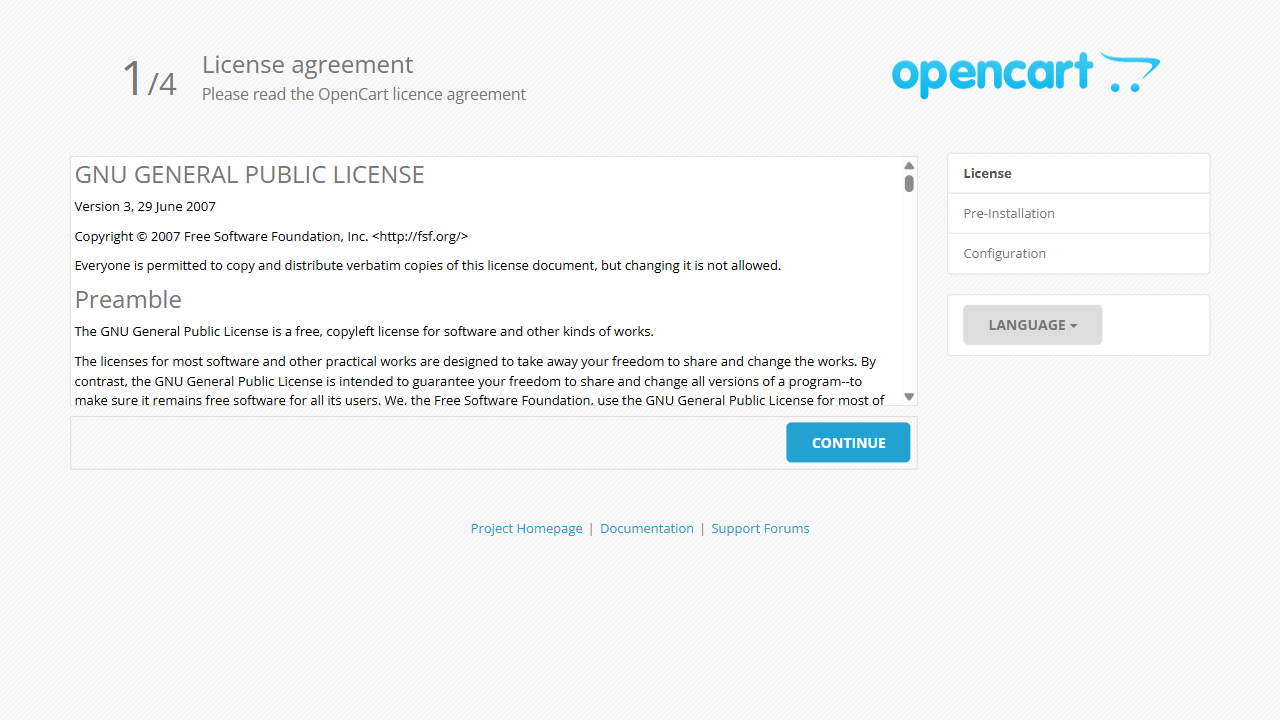 1/4
License agreement
Please read the OpenCart licence agreement
opencart
GNU GENERAL PUBLIC LICENSE
Version 3, 29 June 2007
Copyright © 2007 Free Software Foundation, Inc. <http://fsf.org/>
Everyone is permitted to copy and distribute verbatim copies of this license document, but changing it is not allowed.
Preamble
The GNU General Public License is a free, copyleft license for software and other kinds of works.
The licenses for most software and other practical works are designed to take away your freedom to share and change the works. By
contrast, the GNU General Public License is intended to guarantee your freedom to share and change all versions of a program--to
make sure it remains free software for all its users. We, the Free Software Foundation, use the GNU General Public License for most of
CONTINUE
License
Pre-Installation
Configuration
LANGUAGE
Project Homepage | Documentation | Support Forums